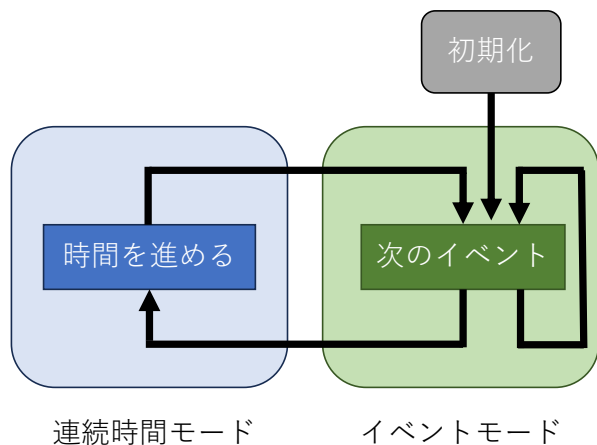 初期化
時間を進める
次のイベント
連続時間モード
イベントモード